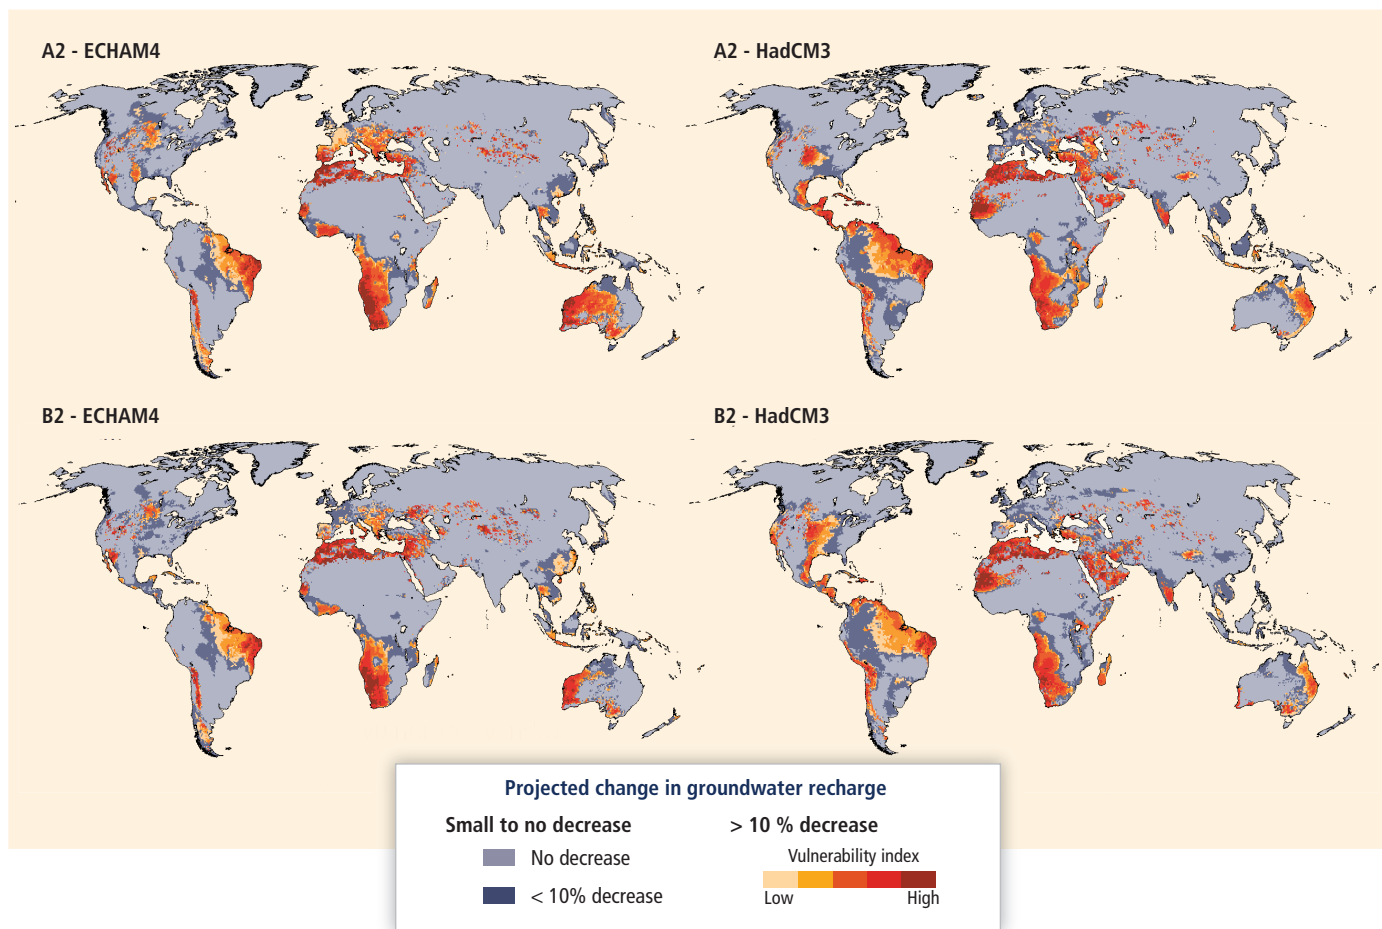 A2 - ECHAM4
A2 - HadCM3
B2 - ECHAM4
B2 - HadCM3
Projected change in groundwater recharge
Small to no decrease
> 10 % decrease
No decrease
Vulnerability index
< 10% decrease
Low
High